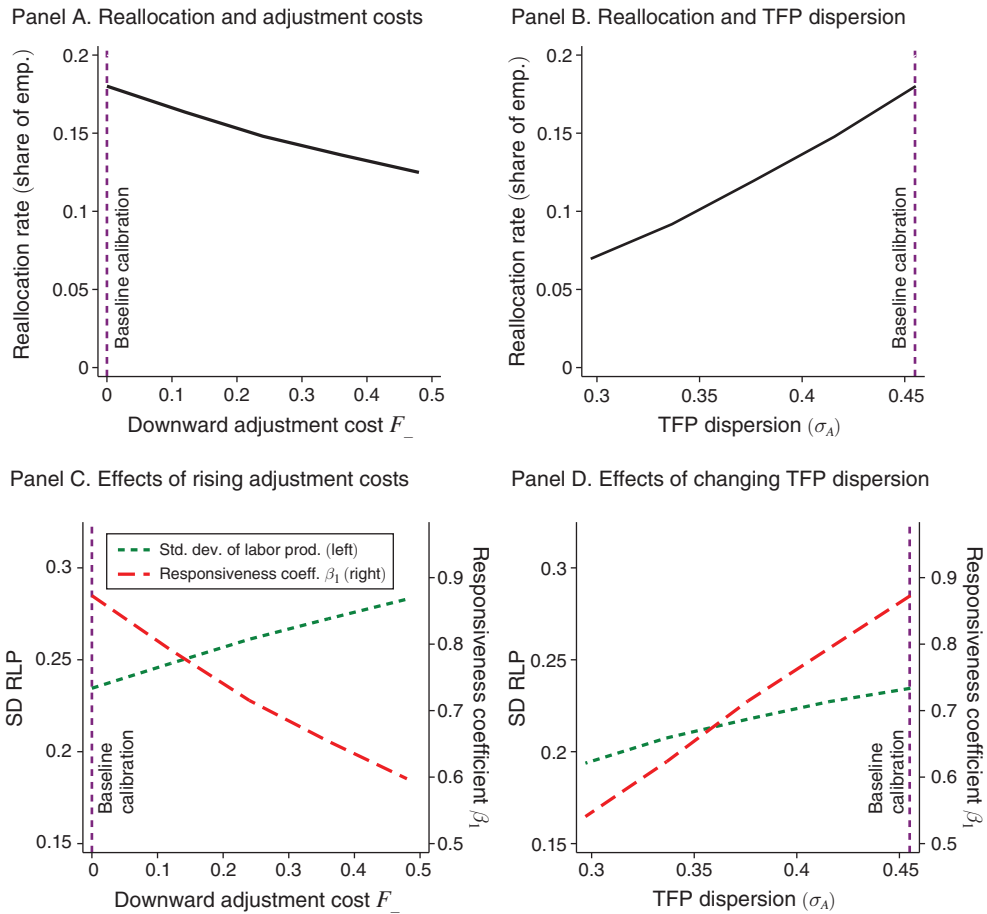 Panel A. Reallocation and adjustment costs
Reallocation rate (share of emp.)
0.2
0.15
0.1
0.05
0
Baseline calibration
0
0.1
0.2
0.3
0.4
0.5
Downward adjustment cost F_
Panel B. Reallocation and TFP dispersion
Reallocation rate (share of emp.)
0.2
0.15
0.1
0.05
0
Baseline calibration
0.3
0.35
0.4
0.45
TFP dispersion (σ_A)
Panel C. Effects of rising adjustment costs
SD RLP
0.3
0.25
0.2
0.15
Std. dev. of labor prod. (left)
Responsiveness coeff. β₁ (right)
Baseline
calibration
0.9
0.8
0.7
0.6
0.5
Responsiveness coefficient β₁
0
0.1
0.2
0.3
0.4
0.5
Downward adjustment cost F_
Panel D. Effects of changing TFP dispersion
SD RLP
0.3
0.25
0.2
0.15
Baseline
calibration
0.9
0.8
0.7
0.6
0.5
Responsiveness coefficient β₁
0.3
0.35
0.4
0.45
TFP dispersion (σ_A)